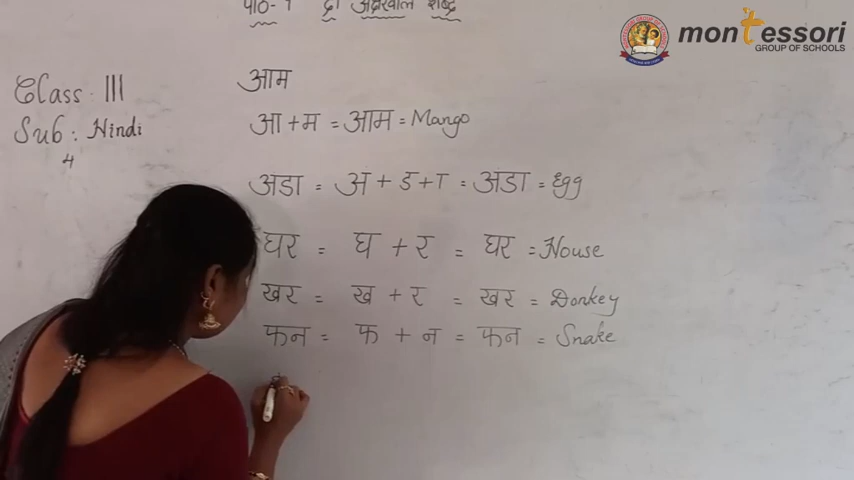 पाठ-1 दो अक्षरवाले शब्द
montessori
GROUP OF SCHOOLS
Class : III
Sub : Hindi
4
आम
आ + म = आम = Mango
अडा = अ + ड + ा = अडा = Egg
घर = घ + र = घर = House
खर = ख + र = खर = Donkey
फन = फ + न = फन = Snake